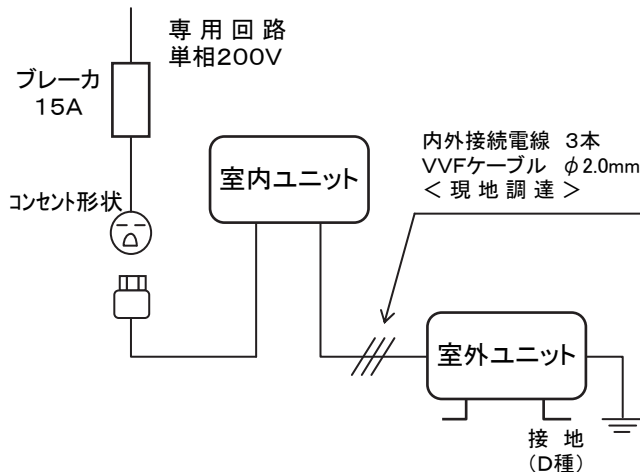 専用回路
単相200V
ブレーカ
15A
コンセント形状
室内ユニット
内外接続電線 3本
VVFケーブル φ2.0mm
＜現地調達＞
室外ユニット
接地
（D種）